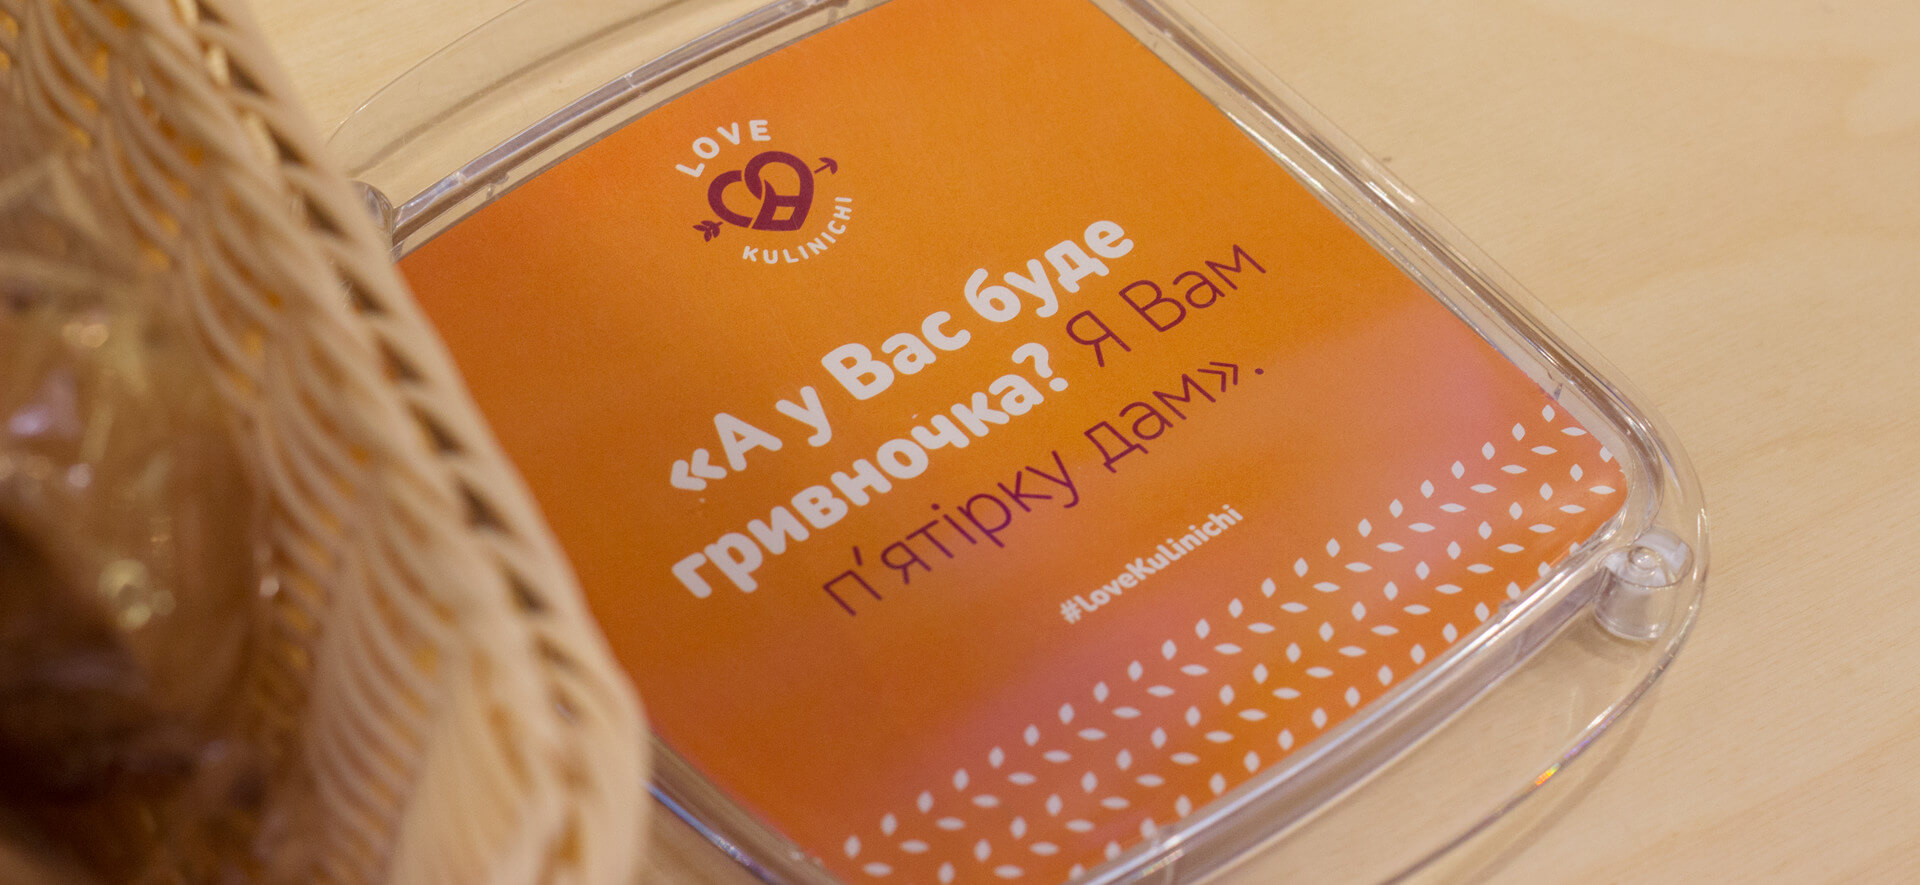 LOVE
KULINICHI
«А у Вас буде
гривночка? Я Вам
п'ятірку дам».
#LoveKuLinichi